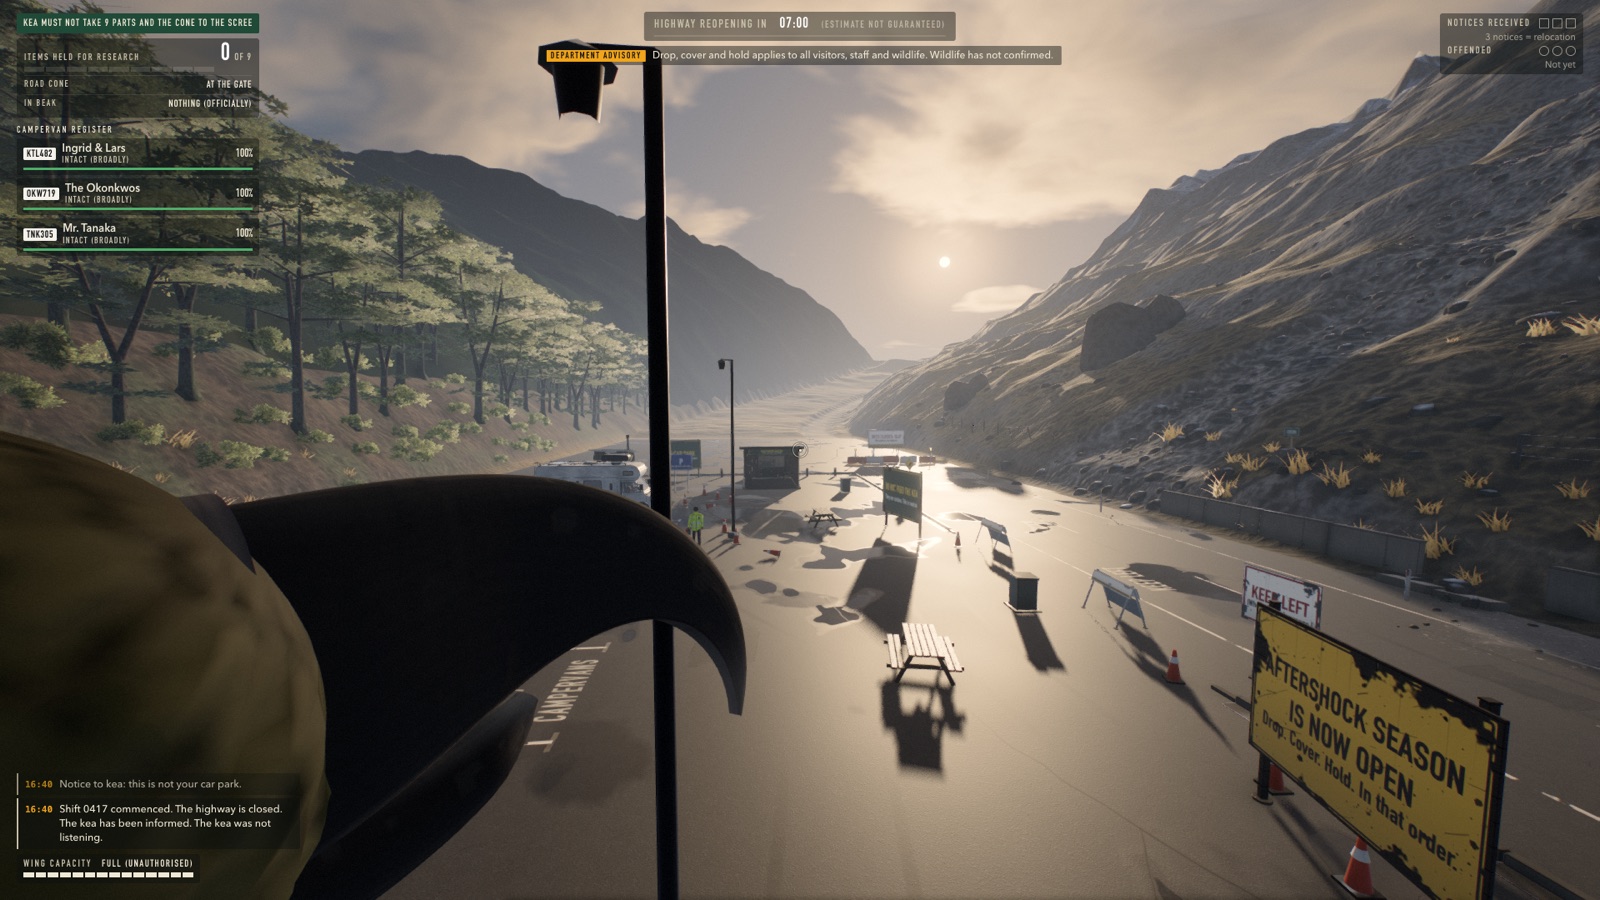 KEA MUST NOT TAKE 9 PARTS AND THE CONE TO THE SCREE
ITEMS HELD FOR RESEARCH 0 OF 9
ROAD CONE AT THE GATE
IN BEAK NOTHING (OFFICIALLY)
CAMPERVAN REGISTER
KTL482 Ingrid & Lars 100%
INTACT (BROADLY)
OKW719 The Okonkwos 100%
INTACT (BROADLY)
TNK305 Mr. Tanaka 100%
INTACT (BROADLY)
HIGHWAY REOPENING IN 07:00 (ESTIMATE NOT GUARANTEED)
DEPARTMENT ADVISORY Drop, cover and hold applies to all visitors, staff and wildlife. Wildlife has not confirmed.
NOTICES RECEIVED
3 notices = relocation
OFFENDED
Not yet
CAMPERVANS
KEEP LEFT
AFTERSHOCK SEASON
IS NOW OPEN
Drop. Cover. Hold. In that order.
16:40 Notice to kea: this is not your car park.
16:40 Shift 0417 commenced. The highway is closed.
The kea has been informed. The kea was not
listening.
WING CAPACITY FULL (UNAUTHORISED)